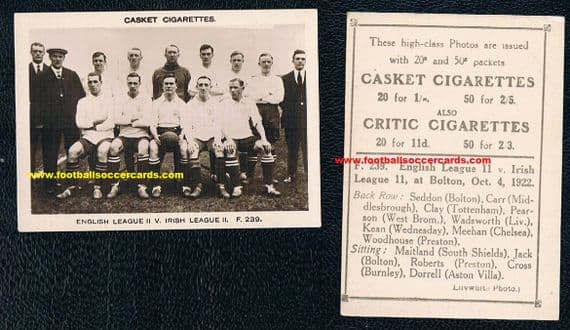 CASKET CIGARETTES.
www.footballsoccercards.com
ENGLISH LEAGUE II V. IRISH LEAGUE II. F. 239.
These high-class Photos are issued
with 20ˢ and 50ˢ packets
CASKET CIGARETTES
20 for 1/-. 50 for 2/5.
ALSO
CRITIC CIGARETTES
20 for 11d. 50 for 2 3.
www.footballsoccercards.com
F. 239. English League II v. Irish
League II, at Bolton, Oct. 4, 1922.
Back Row: Seddon (Bolton), Carr (Mid-
dlesbrough), Clay (Tottenham), Pear-
son (West Brom.), Wadsworth (Liv.),
Kean (Wednesday), Meehan (Chelsea),
Woodhouse (Preston).
Sitting: Maitland (South Shields), Jack
(Bolton), Roberts (Preston), Cross
(Burnley), Dorrell (Aston Villa).
Lilywhite Photo.)